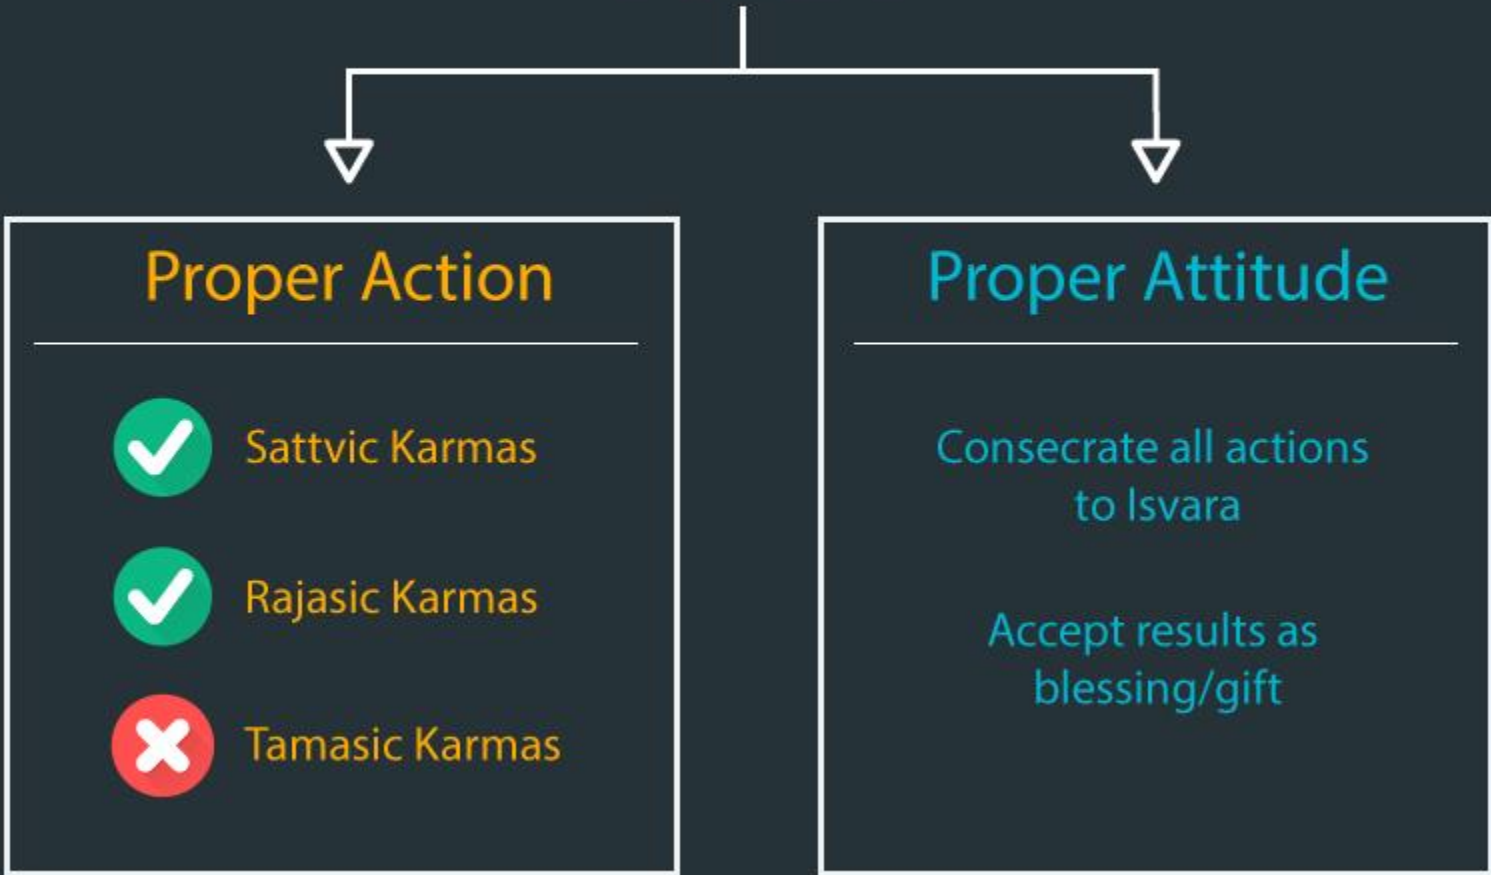 Proper Action
Sattvic Karmas
Rajasic Karmas
Tamasic Karmas
Proper Attitude
Consecrate all actions
to Isvara
Accept results as
blessing/gift